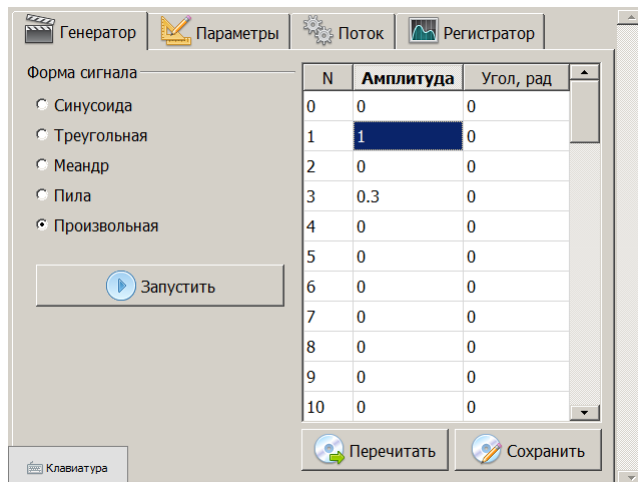 Генератор Параметры Поток Регистратор
Форма сигнала
Синусоида
Треугольная
Меандр
Пила
Произвольная
Запустить
N Амплитуда Угол, рад
0 0 0
1 1 0
2 0 0
3 0.3 0
4 0 0
5 0 0
6 0 0
7 0 0
8 0 0
9 0 0
10 0 0
Перечитать Сохранить
Клавиатура